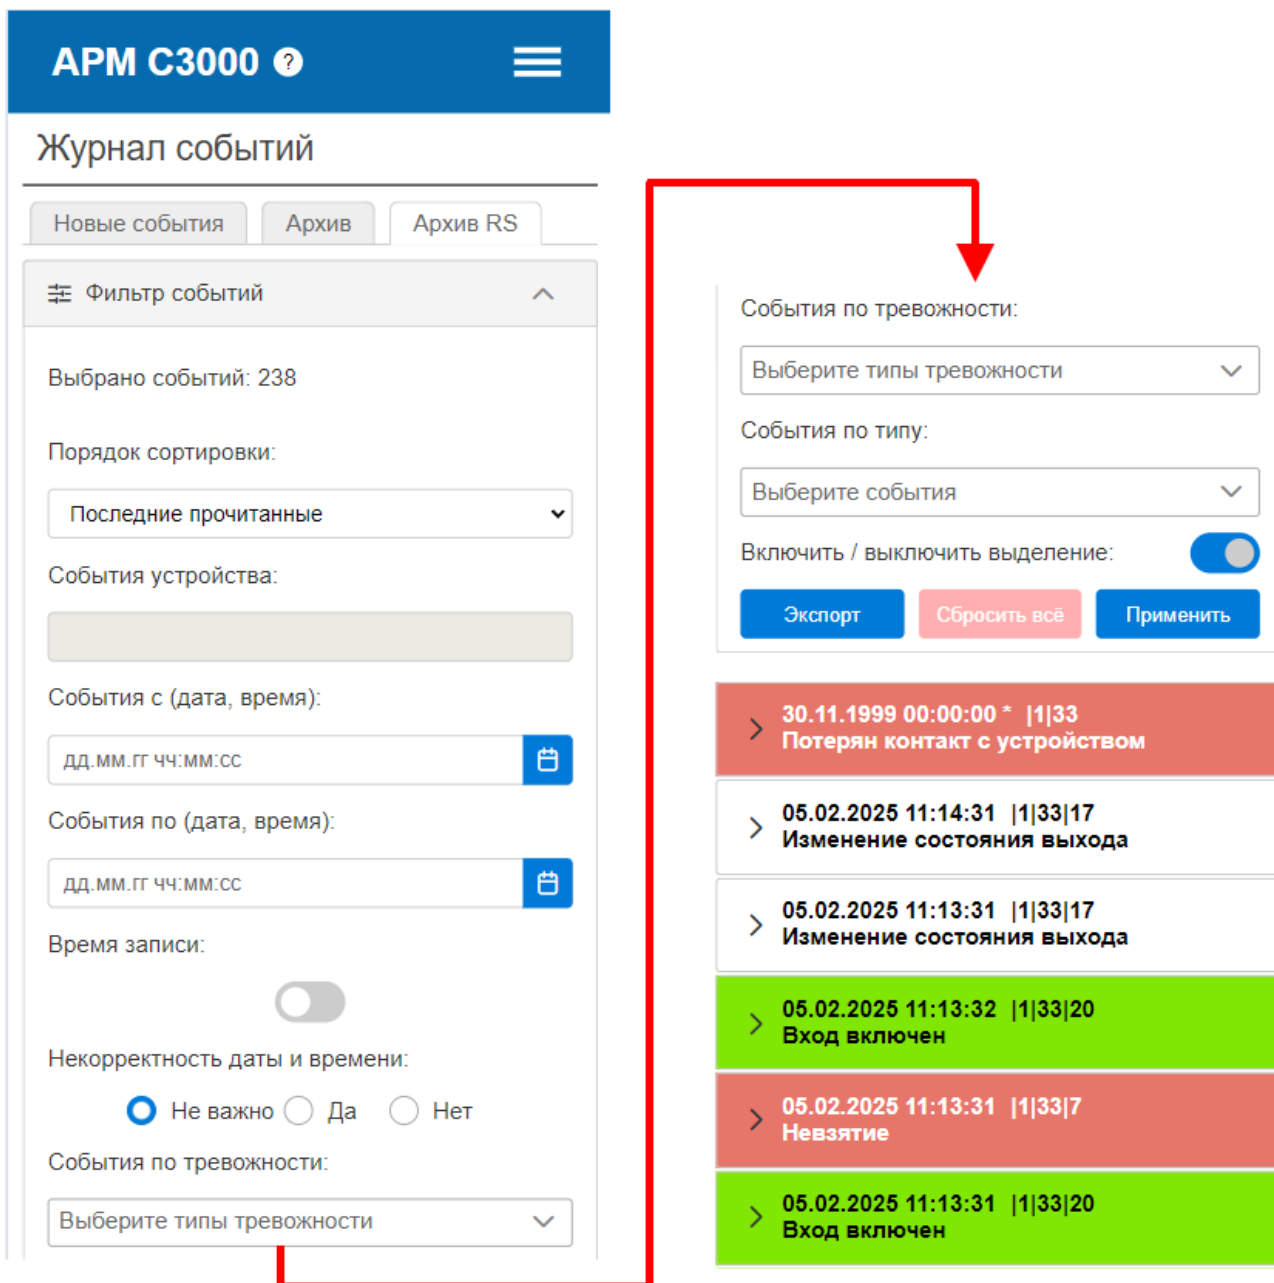 АРМ С3000 ?
Журнал событий
Новые события Архив Архив RS
Фильтр событий
Выбрано событий: 238
Порядок сортировки:
Последние прочитанные
События устройства:
События с (дата, время):
дд.мм.гг чч:мм:сс
События по (дата, время):
дд.мм.гг чч:мм:сс
Время записи:
Некорректность даты и времени:
Не важно Да Нет
События по тревожности:
Выберите типы тревожности
События по тревожности:
Выберите типы тревожности
События по типу:
Выберите события
Включить / выключить выделение:
Экспорт Сбросить всё Применить
30.11.1999 00:00:00 * |1|33
Потерян контакт с устройством
05.02.2025 11:14:31 |1|33|17
Изменение состояния выхода
05.02.2025 11:13:31 |1|33|17
Изменение состояния выхода
05.02.2025 11:13:32 |1|33|20
Вход включен
05.02.2025 11:13:31 |1|33|7
Невзятие
05.02.2025 11:13:31 |1|33|20
Вход включен